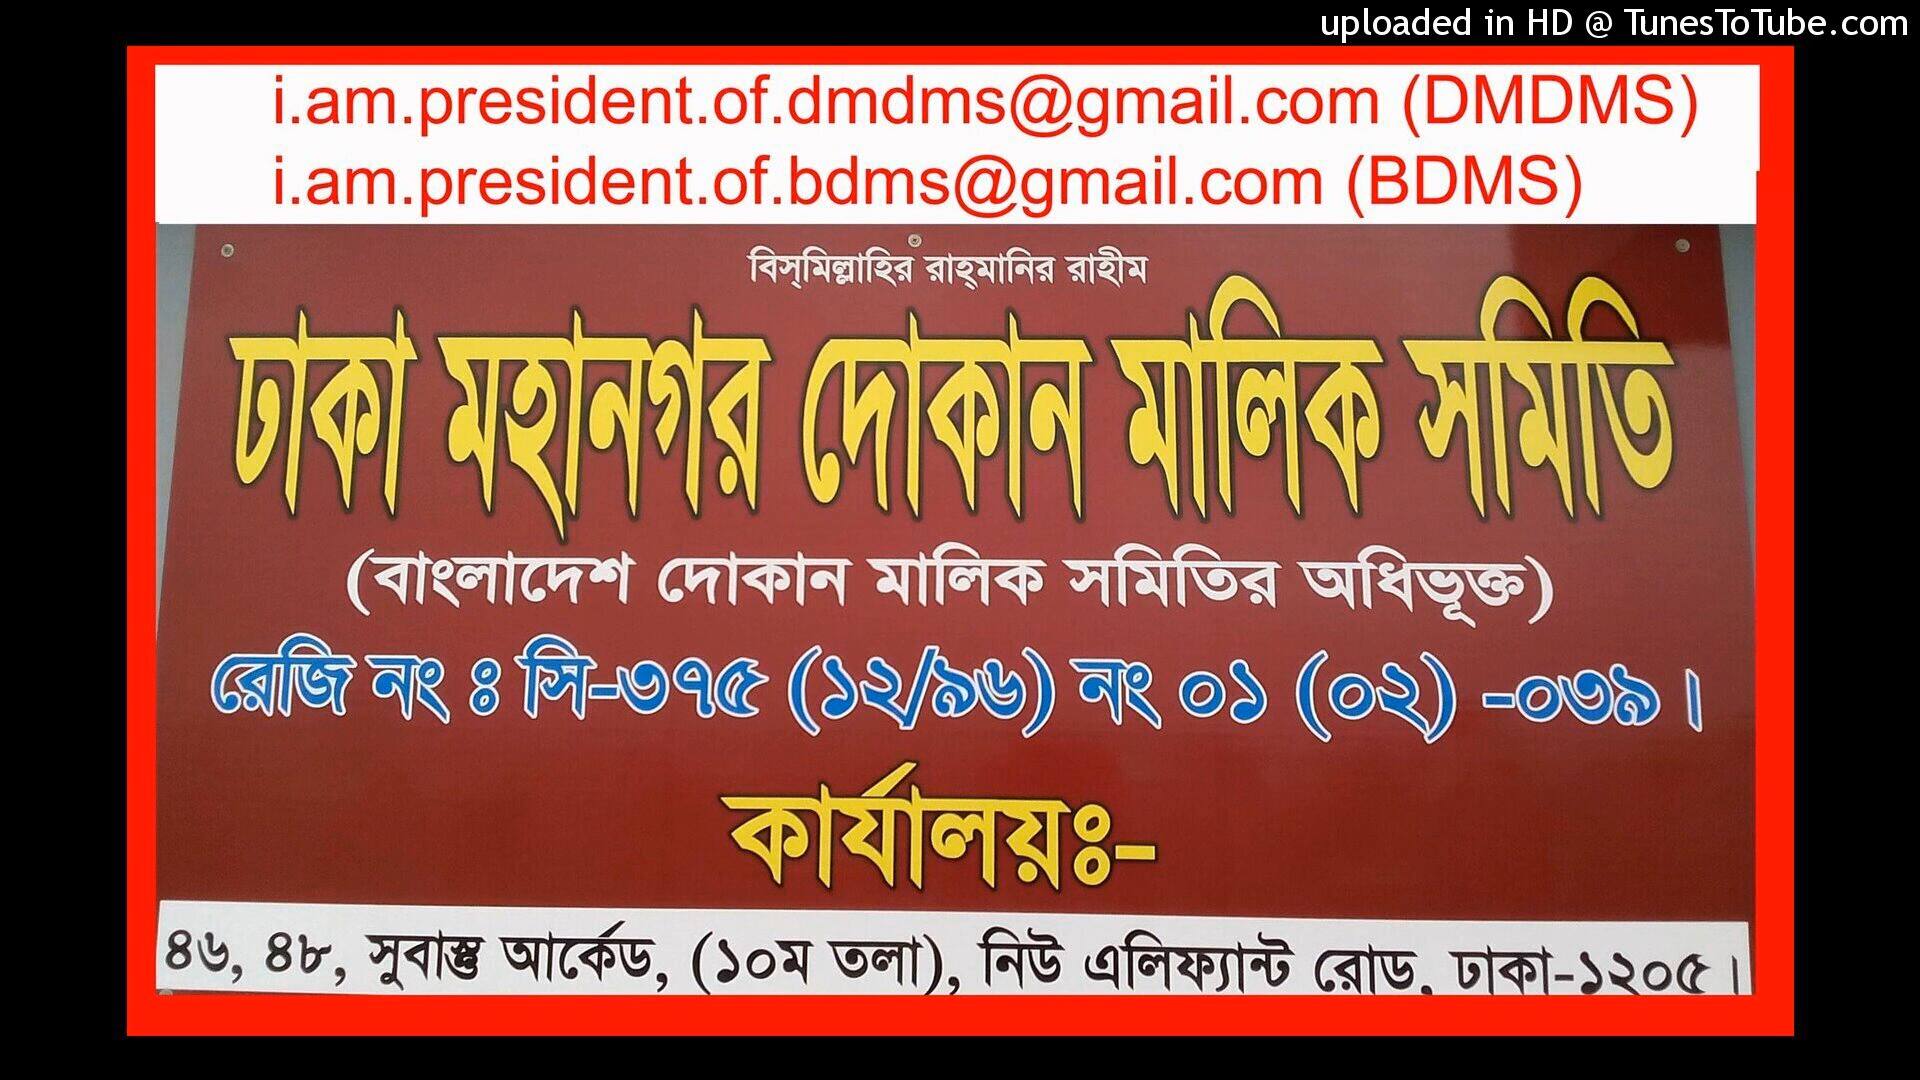 uploaded in HD @ TunesToTube.com
i.am.president.of.dmdms@gmail.com (DMDMS)
i.am.president.of.bdms@gmail.com (BDMS)
বিস্‌মিল্লাহির রাহ্‌মানির রাহীম
ঢাকা মহানগর দোকান মালিক সমিতি
(বাংলাদেশ দোকান মালিক সমিতির অধিভূক্ত)
রেজি নং ঃ সি-৩৭৫ (১২/৯৬) নং ০১ (০২) -০৩৯।
কার্যালয়ঃ-
৪৬, ৪৮, সুবাস্তু আর্কেড, (১০ম তলা), নিউ এলিফ্যান্ট রোড, ঢাকা-১২০৫।